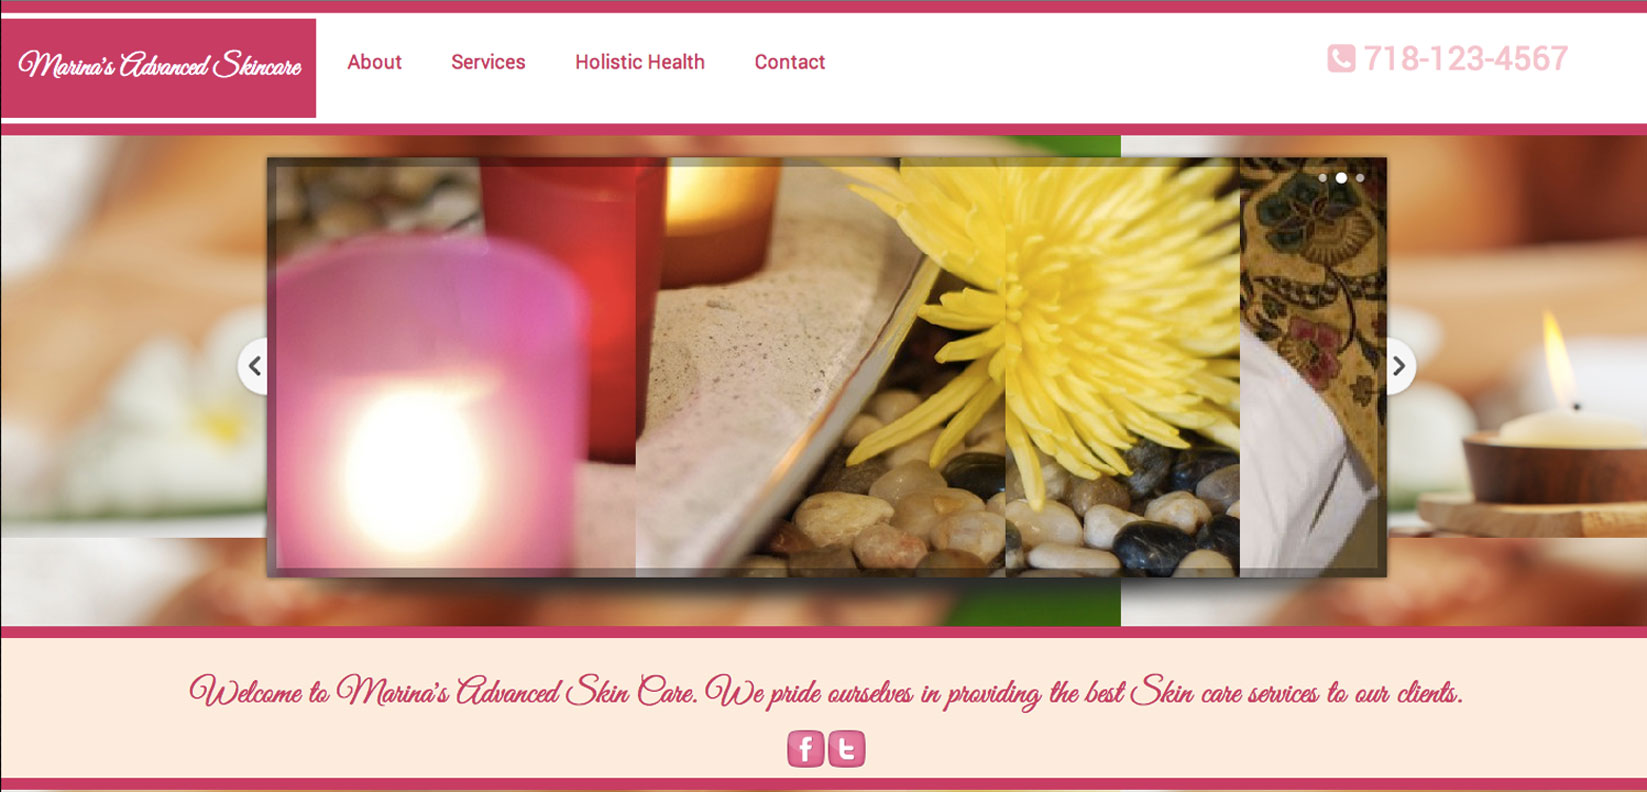 Marina's Advanced Skincare
About
Services
Holistic Health
Contact
718-123-4567
Welcome to Marina's Advanced Skin Care. We pride ourselves in providing the best Skin care services to our clients.